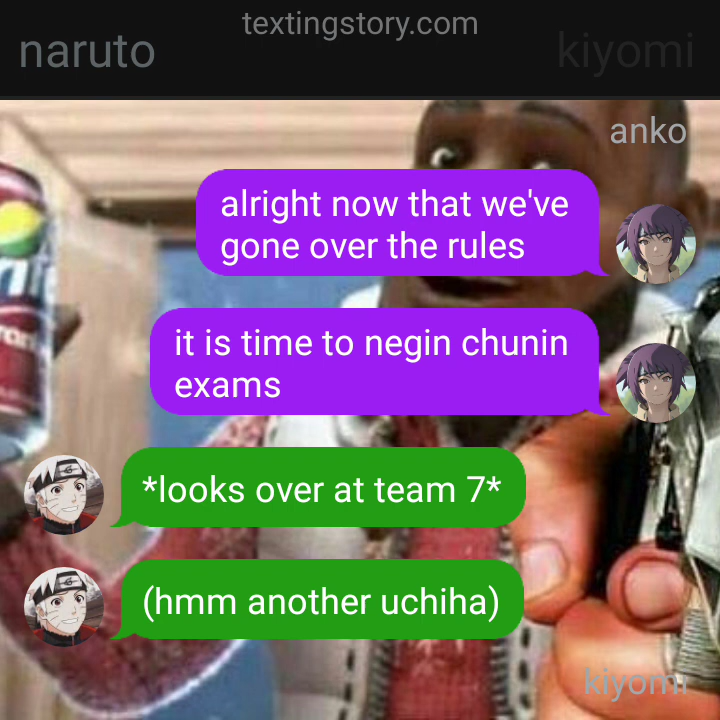 textingstory.com
naruto
kiyomi
anko
alright now that we've
gone over the rules
it is time to negin chunin
exams
*looks over at team 7*
(hmm another uchiha)
kiyomi